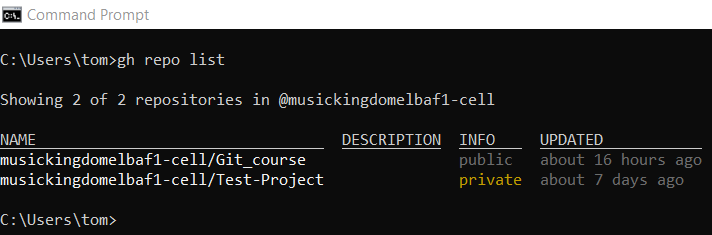 Command Prompt
C:\Users\tom>gh repo list
Showing 2 of 2 repositories in @musickingdomelbaf1-cell
NAME DESCRIPTION INFO UPDATED
musickingdomelbaf1-cell/Git_course public about 16 hours ago
musickingdomelbaf1-cell/Test-Project private about 7 days ago
C:\Users\tom>